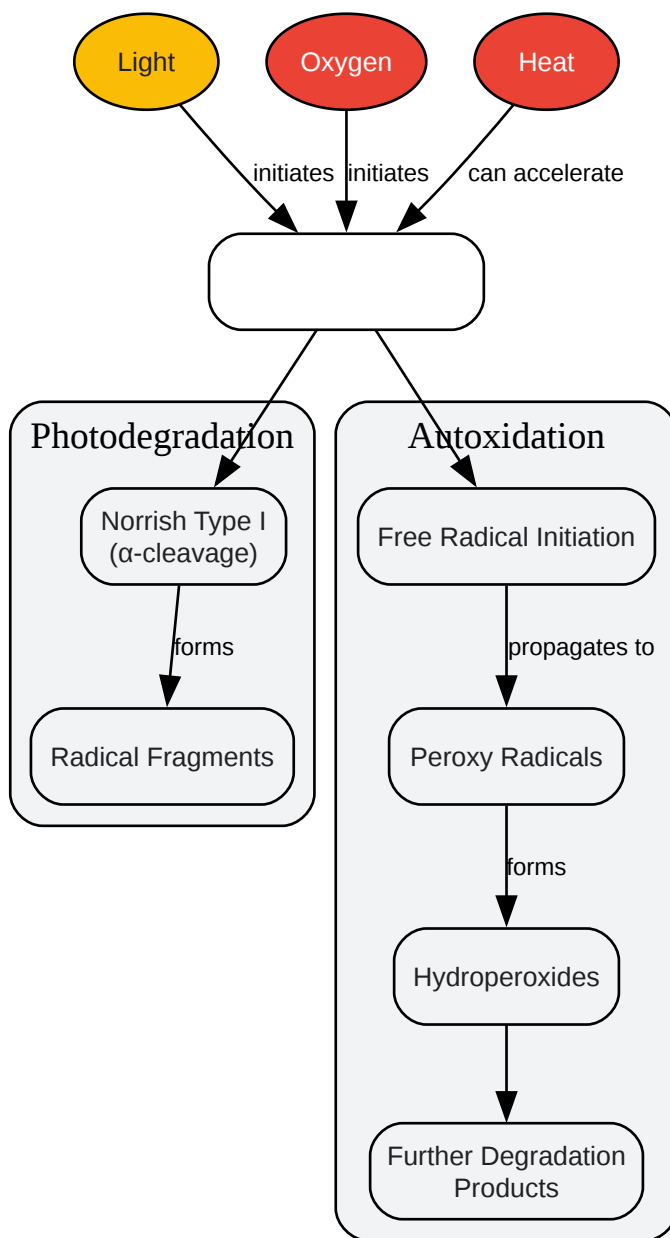 Light
Oxygen
Heat
initiates
initiates
can accelerate
Photodegradation
Autoxidation
Norrish Type I
(α-cleavage)
Free Radical Initiation
forms
propagates to
Radical Fragments
Peroxy Radicals
forms
Hydroperoxides
Further Degradation
Products